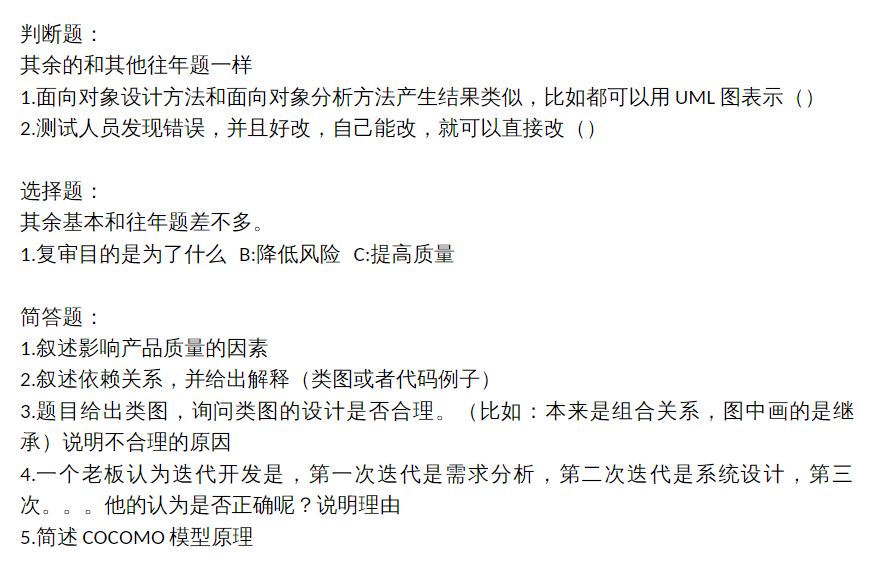 判断题：
其余的和其他往年题一样
1.面向对象设计方法和面向对象分析方法产生结果类似，比如都可以用 UML 图表示（）
2.测试人员发现错误，并且好改，自己能改，就可以直接改（）
选择题：
其余基本和往年题差不多。
1.复审目的是为了什么 B:降低风险 C:提高质量
简答题：
1.叙述影响产品质量的因素
2.叙述依赖关系，并给出解释（类图或者代码例子）
3.题目给出类图，询问类图的设计是否合理。（比如：本来是组合关系，图中画的是继
承）说明不合理的原因
4.一个老板认为迭代开发是，第一次迭代是需求分析，第二次迭代是系统设计，第三
次。。。他的认为是否正确呢？说明理由
5.简述 COCOMO 模型原理